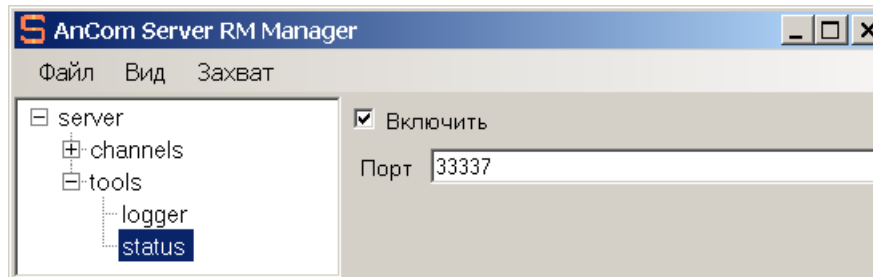 AnCom Server RM Manager
Файл Вид Захват
server
channels
tools
logger
status
Включить
Порт 33337